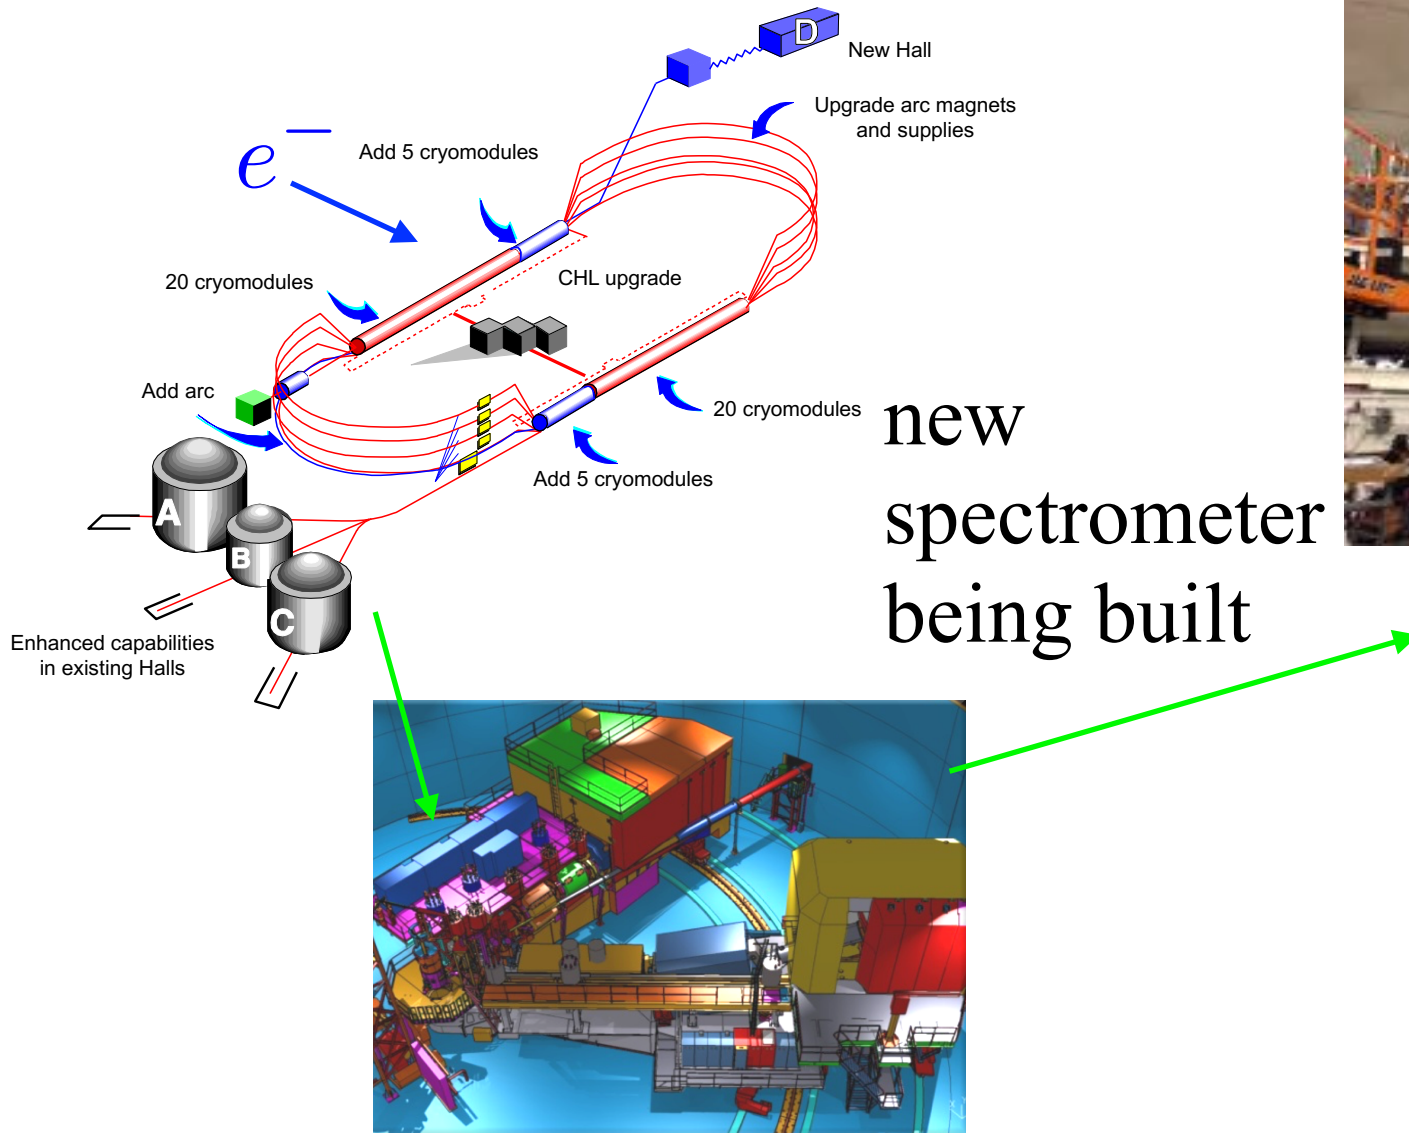 D
New Hall
Upgrade arc magnets
and supplies
e−
Add 5 cryomodules
20 cryomodules
CHL upgrade
Add arc
20 cryomodules
Add 5 cryomodules
A
B
C
Enhanced capabilities
in existing Halls
new
spectrometer
being built